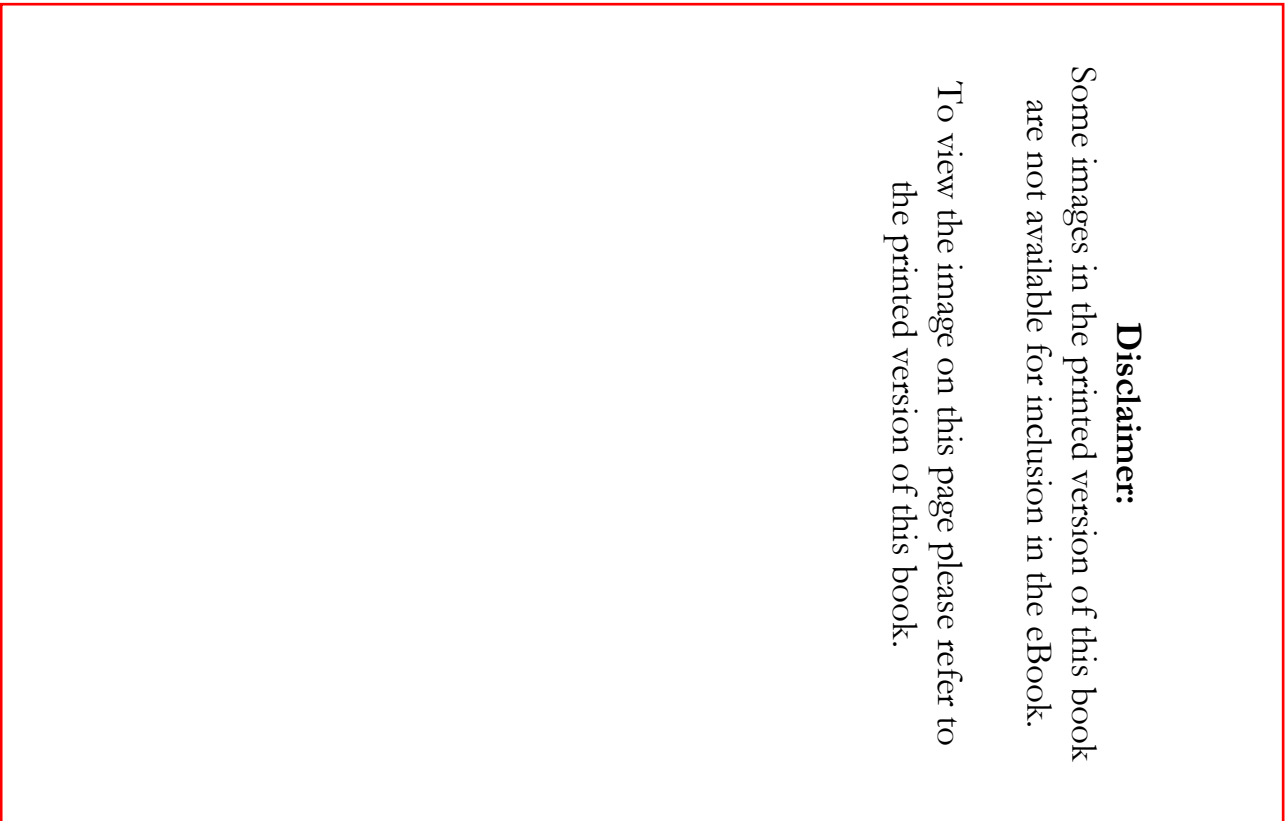 Disclaimer:
Some images in the printed version of this book
are not available for inclusion in the eBook.
To view the image on this page please refer to
the printed version of this book.